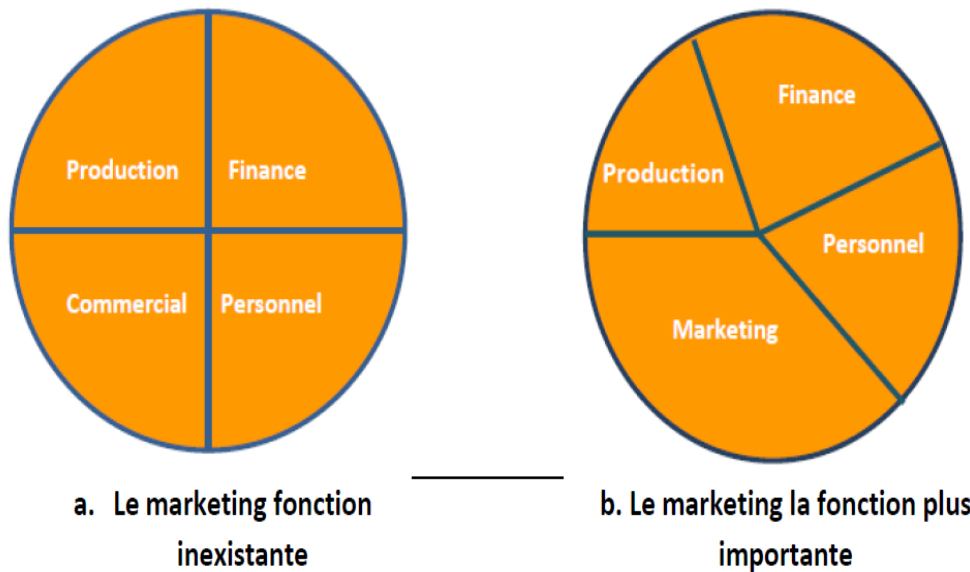 Production
Finance
Commercial
Personnel
a. Le marketing fonction
inexistante
Finance
Production
Personnel
Marketing
b. Le marketing la fonction plus
importante